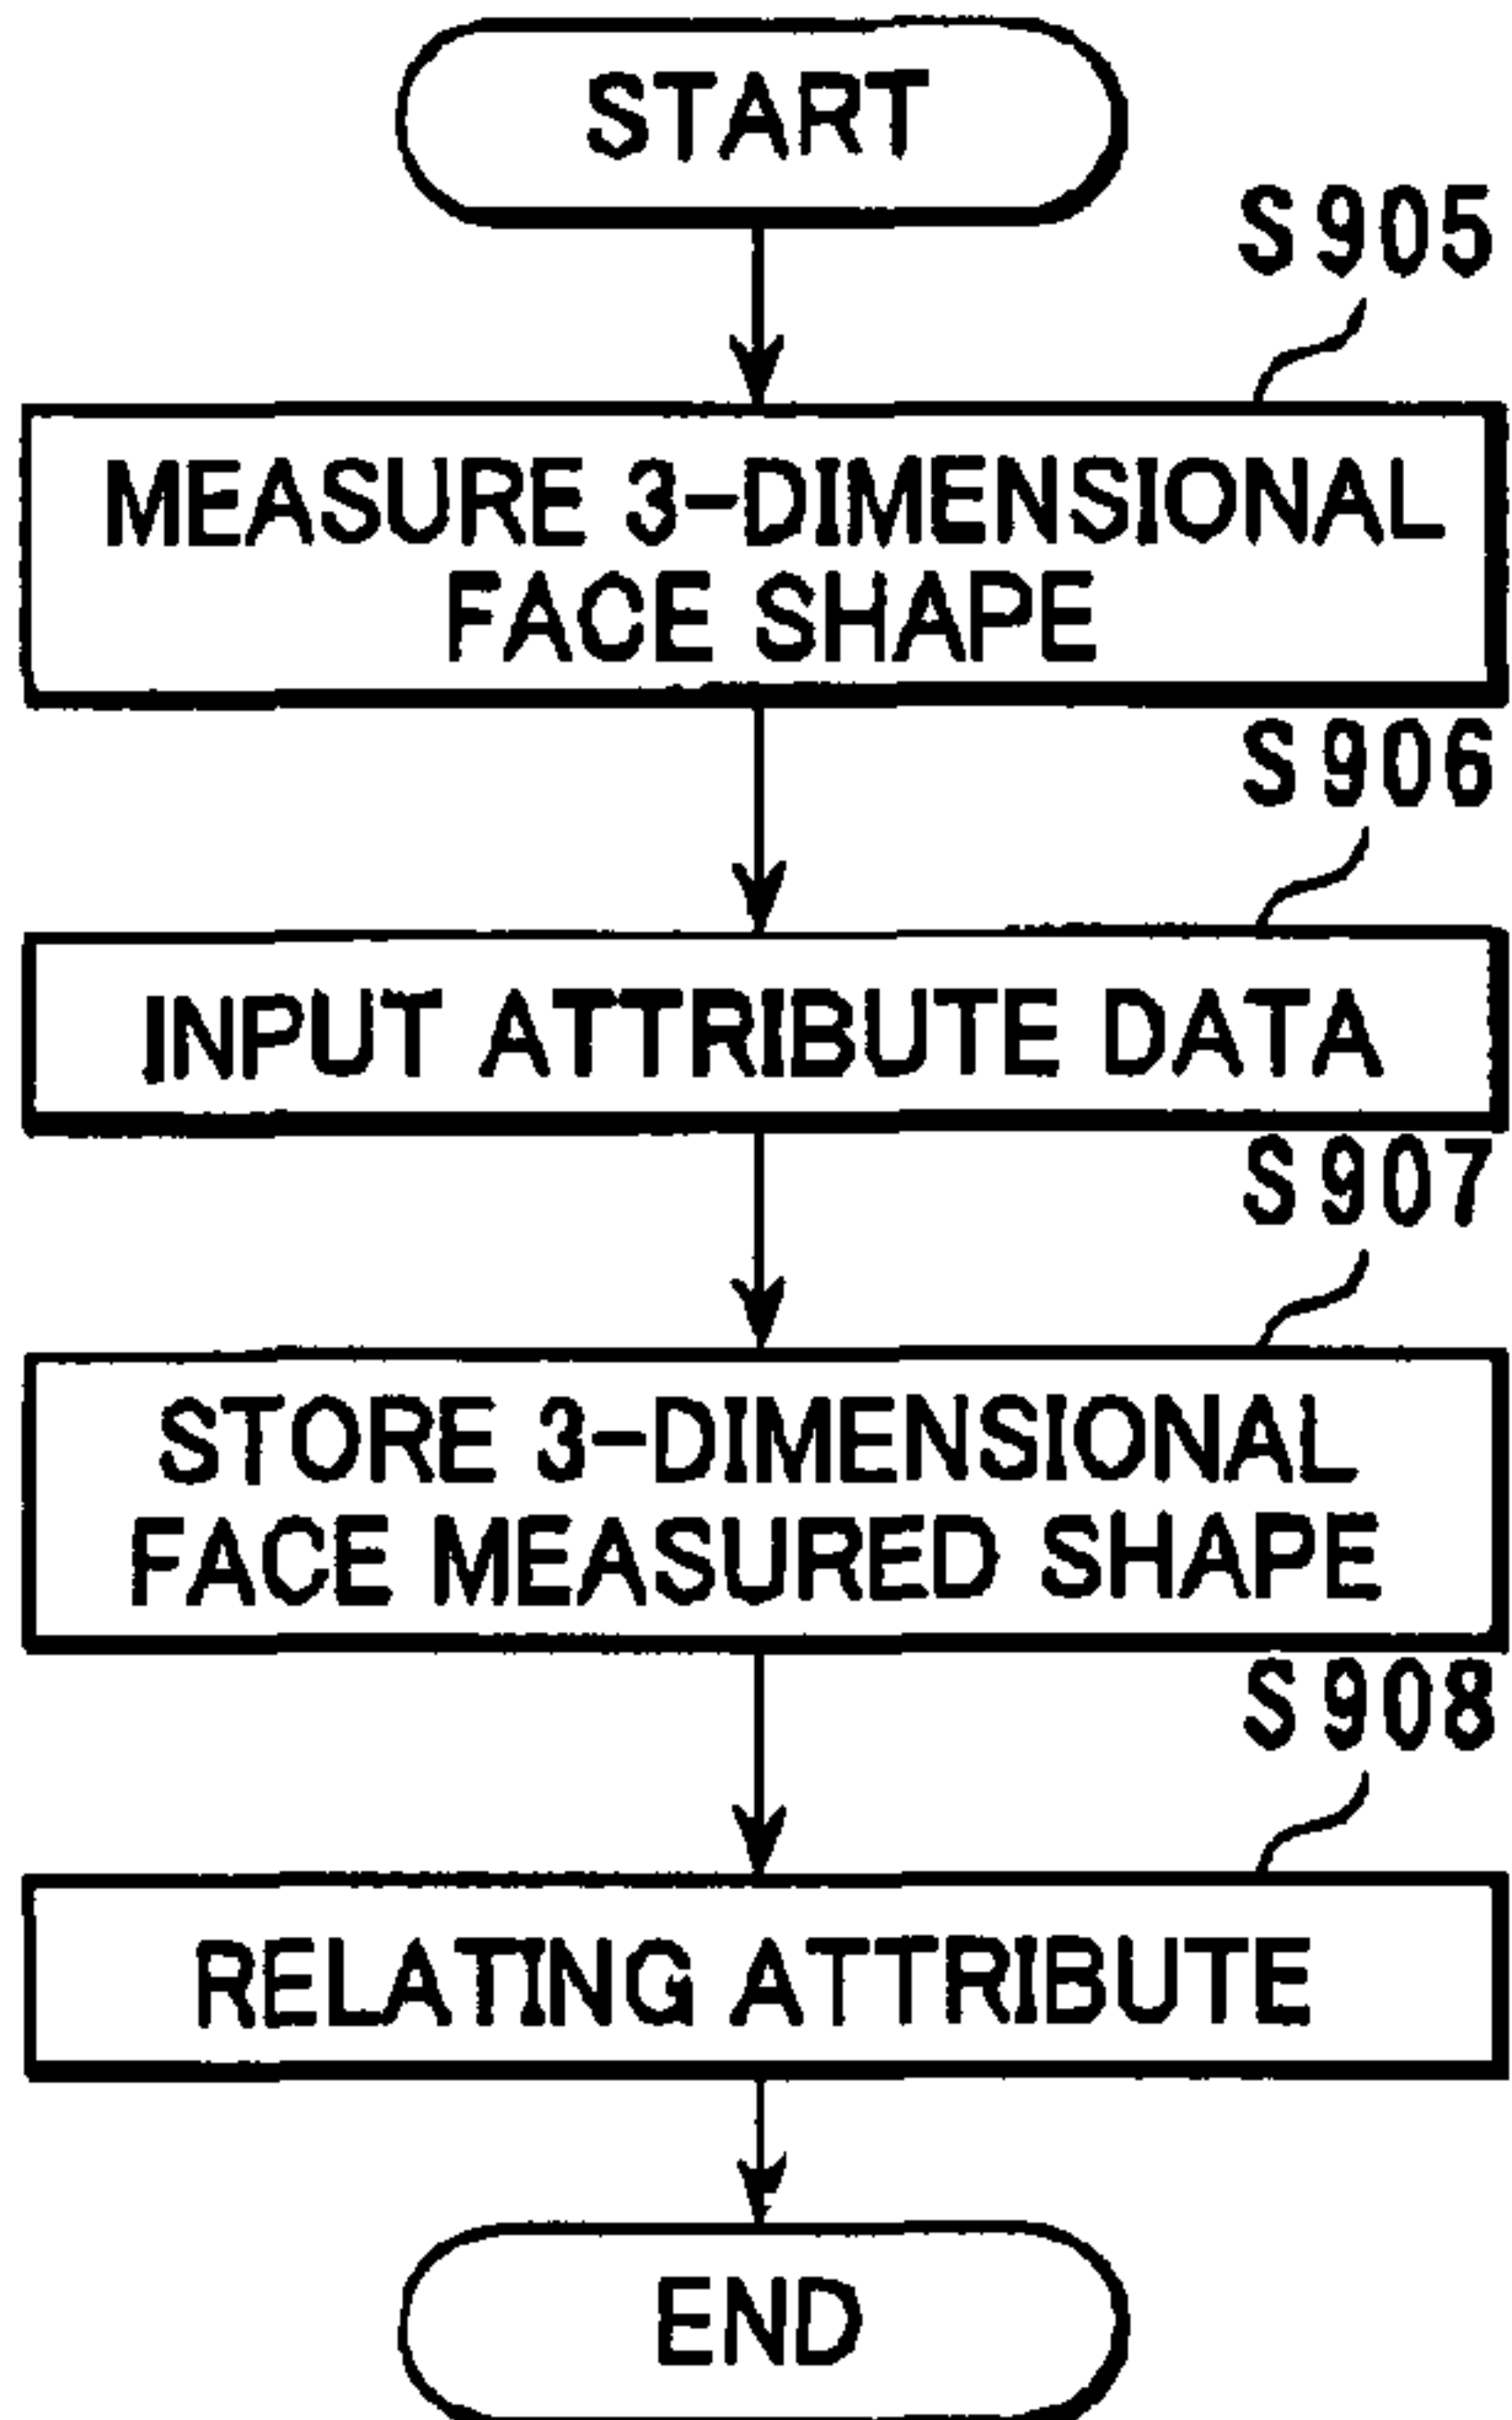 START
S905
MEASURE 3-DIMENSIONAL
FACE SHAPE
S906
INPUT ATTRIBUTE DATA
S907
STORE 3-DIMENSIONAL
FACE MEASURED SHAPE
S908
RELATING ATTRIBUTE
END